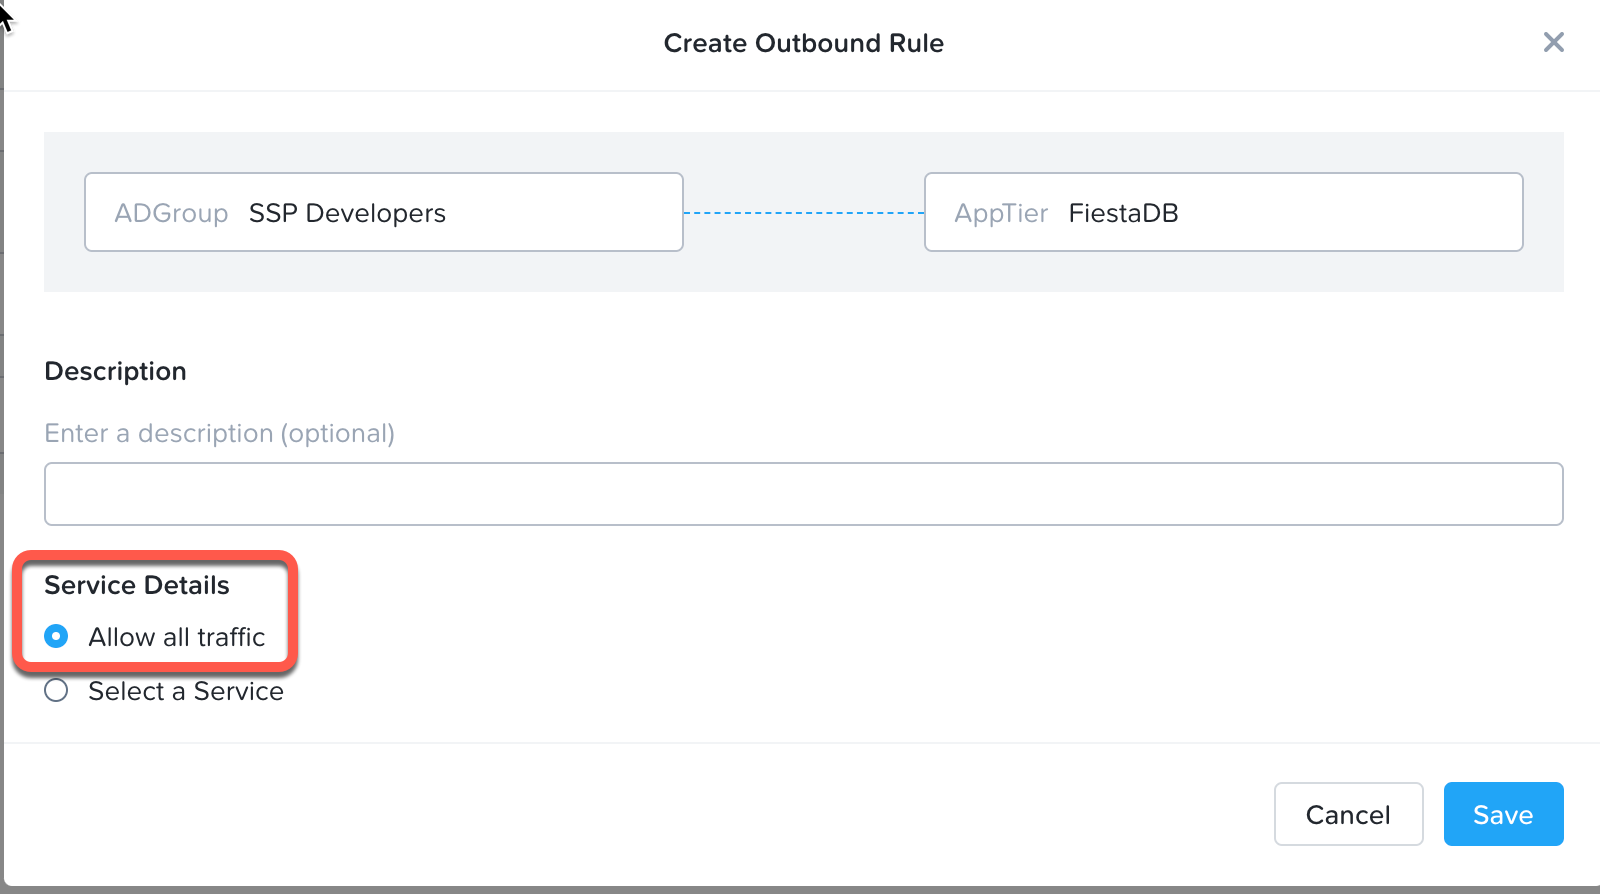 Create Outbound Rule
ADGroup SSP Developers
AppTier FiestaDB
Description
Enter a description (optional)
Service Details
Allow all traffic
Select a Service
Cancel
Save